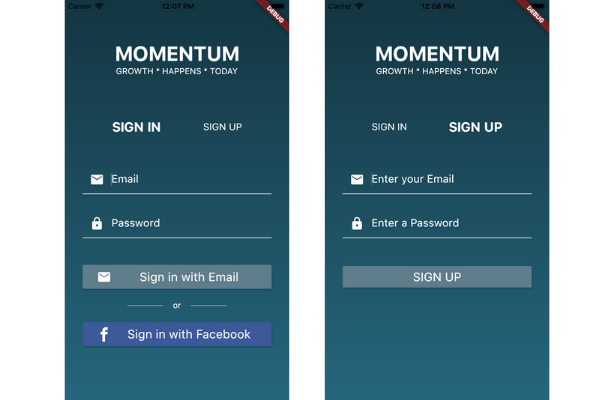 Carrier 12:07 PM
DEBUG
MOMENTUM
GROWTH * HAPPENS * TODAY
SIGN IN SIGN UP
Email
Password
Sign in with Email
or
f Sign in with Facebook
Carrier 12:08 PM
DEBUG
MOMENTUM
GROWTH * HAPPENS * TODAY
SIGN IN SIGN UP
Enter your Email
Enter a Password
SIGN UP